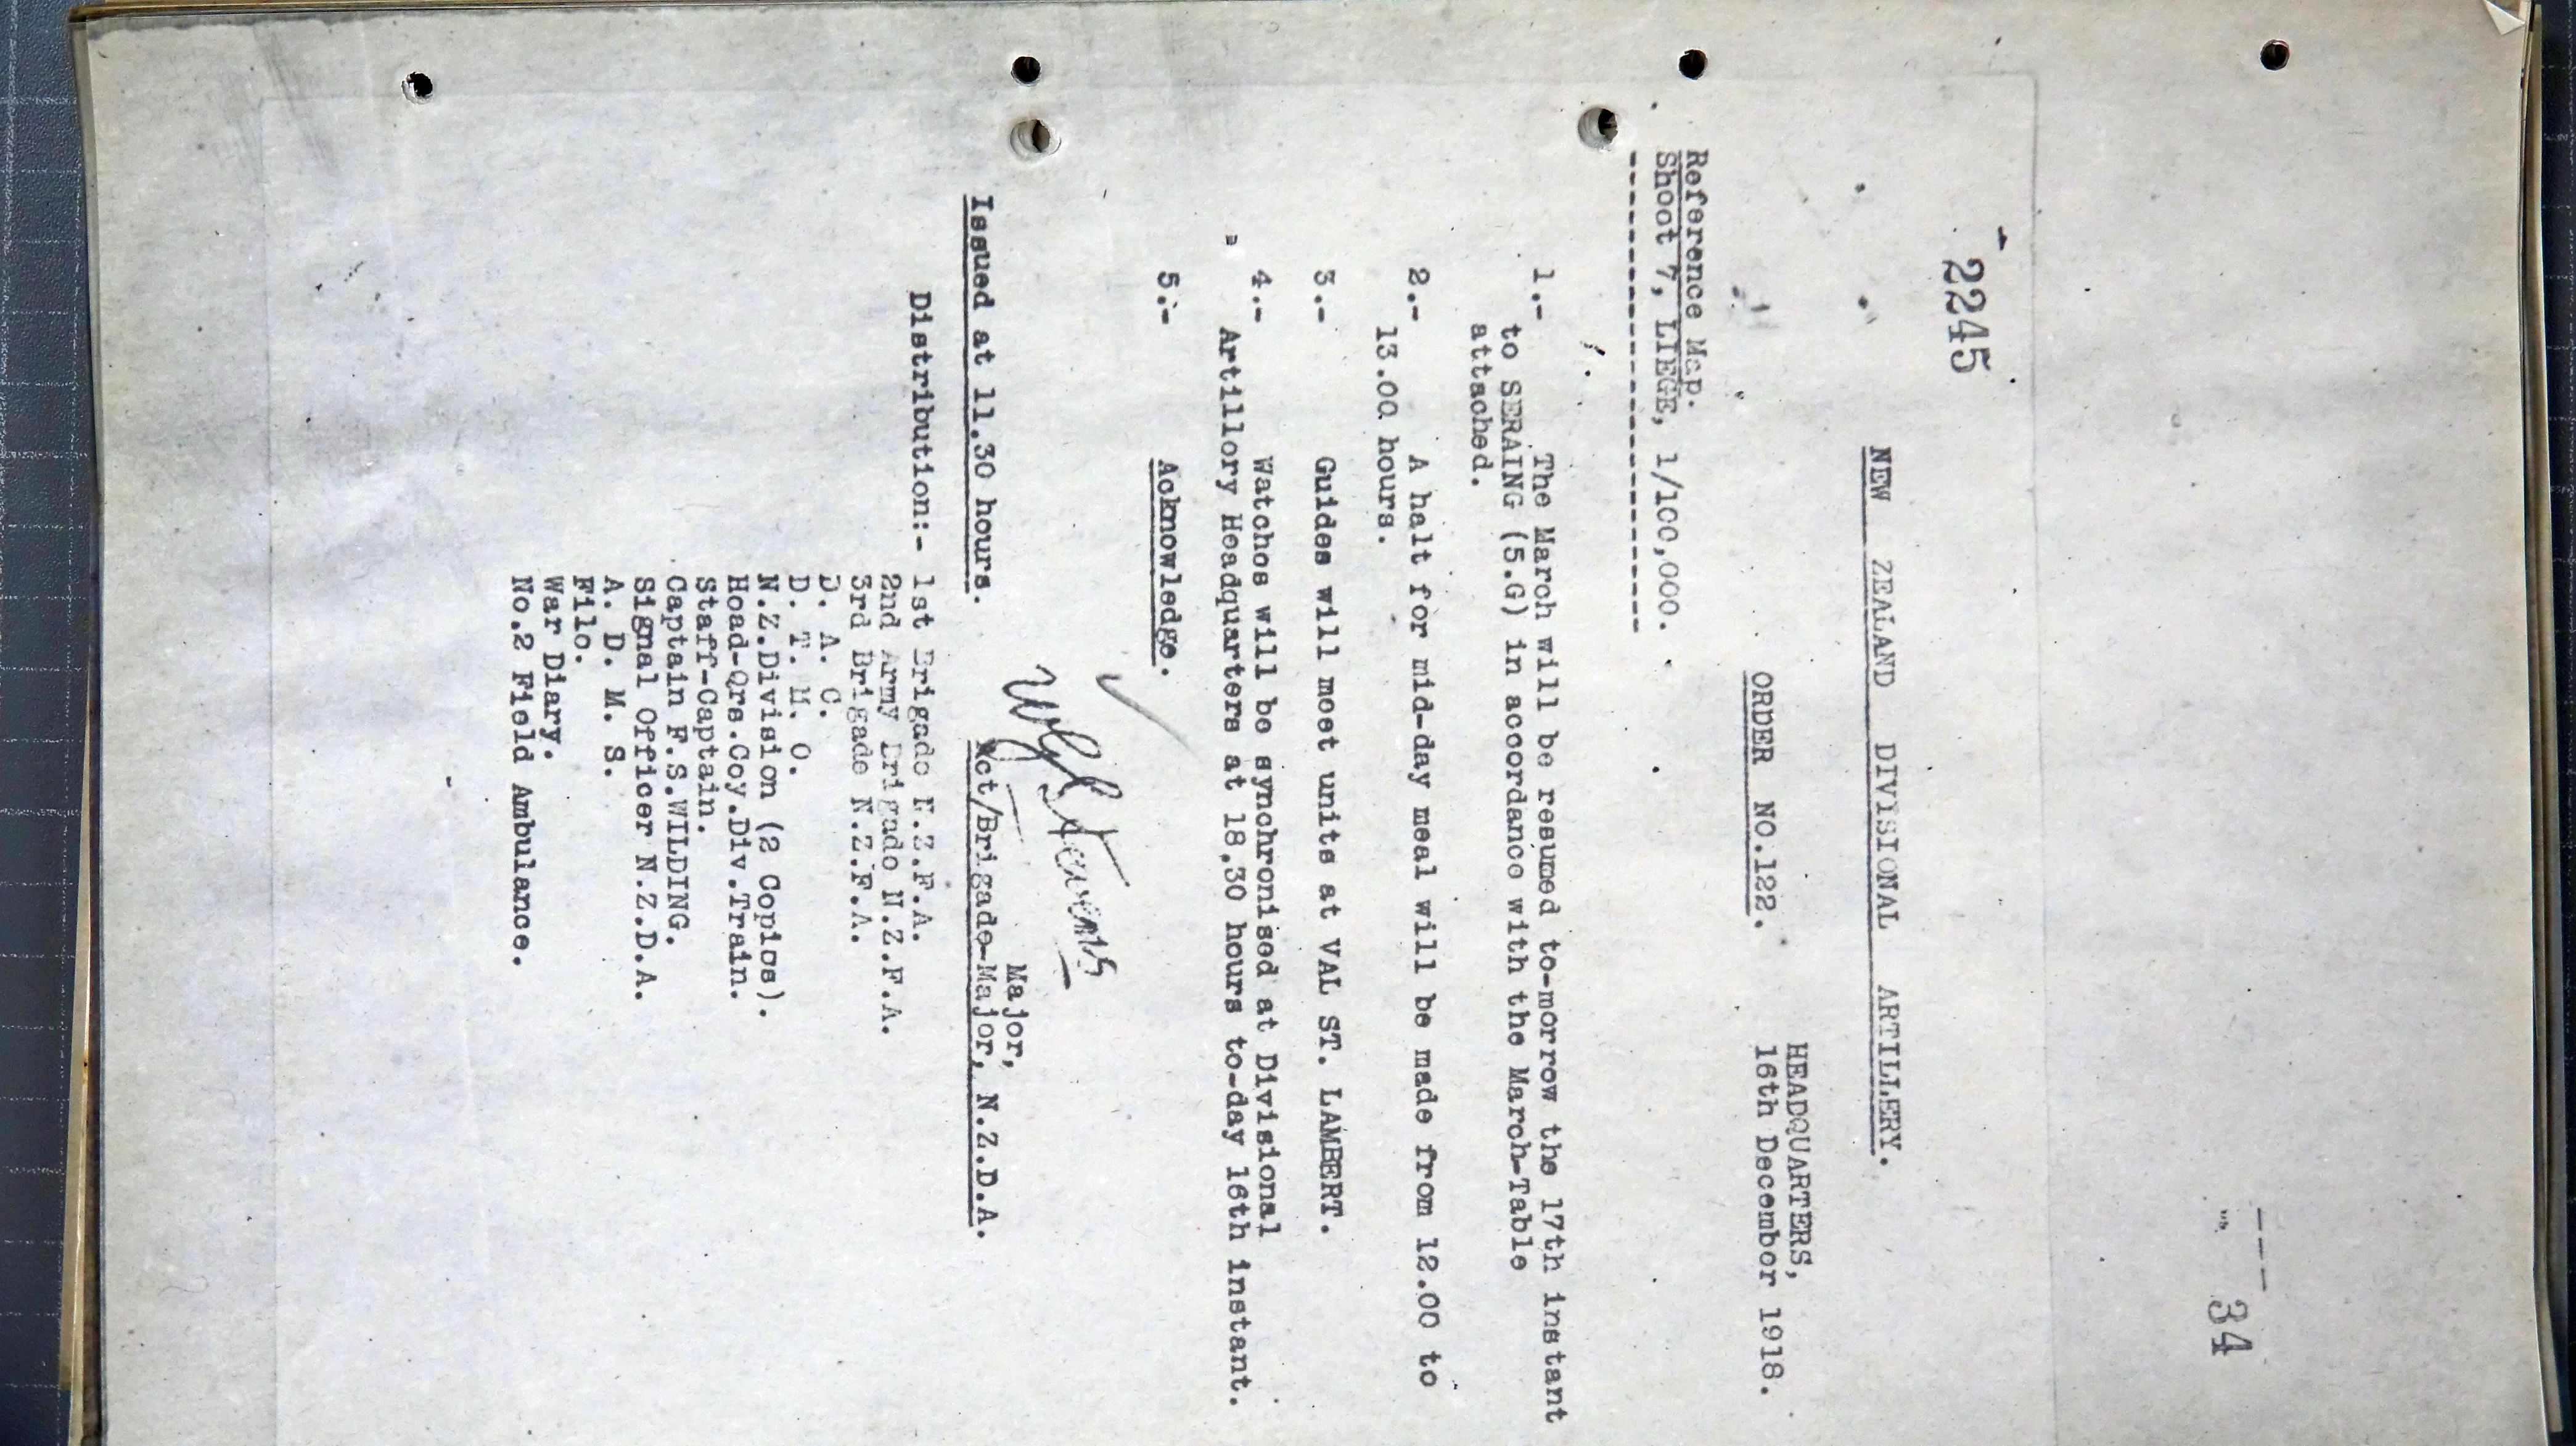 34
2245
NEW ZEALAND DIVISIONAL ARTILLERY.
HEADQUARTERS,
ORDER NO.122. 16th December 1918.
Reference Map.
Sheet 7, LIEGE, 1/100,000.
--------------------------
1.- The March will be resumed to-morrow the 17th instant
to SERAING (5.G) in accordance with the March-Table
attached.
2.- A halt for mid-day meal will be made from 12.00 to
13.00 hours.
3.- Guides will meet units at VAL ST. LAMBERT.
4.- Watches will be synchronised at Divisional
Artillery Headquarters at 18.30 hours to-day 16th instant.
5.- Acknowledge.
Major,
Issued at 11.30 hours. Act/Brigade-Major, N.Z.D.A.
Distribution:- 1st Brigade N.Z.F.A.
2nd Army Brigade N.Z.F.A.
3rd Brigade N.Z.F.A.
D. A. C.
D. T. M. O.
N.Z.Division (2 Copies).
Head-Qrs.Coy.Div.Train.
Staff-Captain.
Captain F.S.WILDING.
Signal Officer N.Z.D.A.
A. D. M. S.
File.
War Diary.
No.2 Field Ambulance.